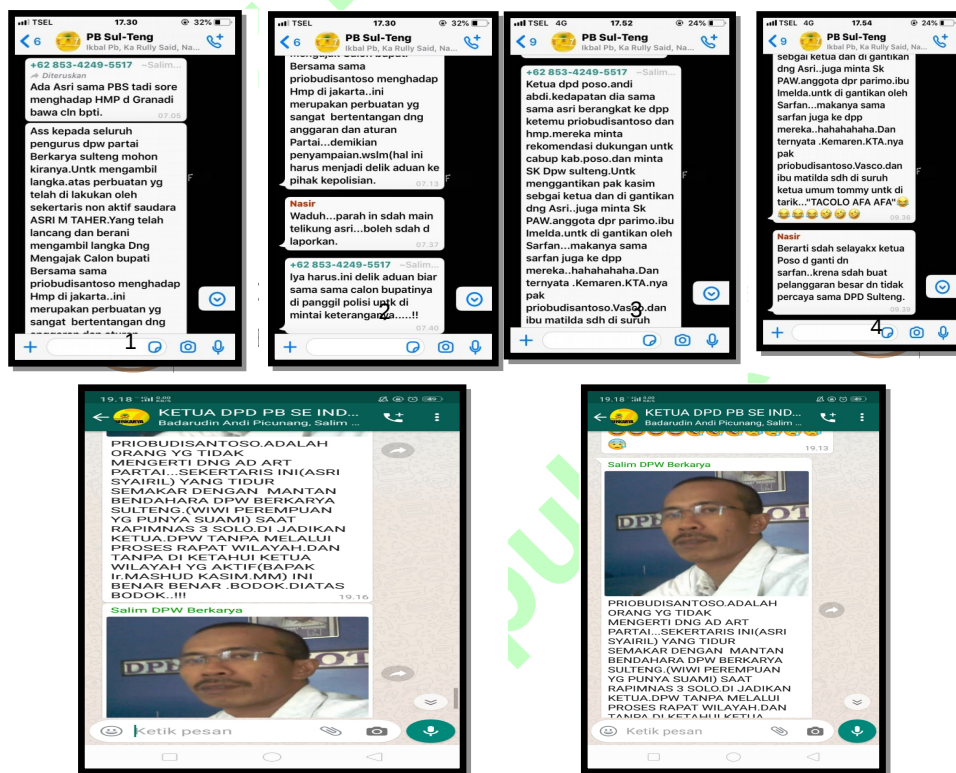 TSEL 17.30 32%
6 PB Sul-Teng
Ikbal Pb, Ka Rully Said, Na...
+62 853-4249-5517 ~Salim...
Diteruskan
Ada Asri sama PBS tadi sore
menghadap HMP d Granadi
bawa cln bpti. 07.05
Ass kepada seluruh
pengurus dpw partai
Berkarya sulteng mohon
kiranya.Untk mengambil
langka.atas perbuatan yg
telah di lakukan oleh
sekertaris non aktif saudara
ASRI M TAHER.Yang telah
lancang dan berani
mengambil langka Dng
Mengajak Calon bupati
Bersama sama
priobudisantoso menghadap
Hmp di jakarta..ini
merupakan perbuatan yg
sangat bertentangan dng
anggaran dan aturan
1
TSEL 17.30 32%
6 PB Sul-Teng
Ikbal Pb, Ka Rully Said, Na...
Mengajak Calon bupati
Bersama sama
priobudisantoso menghadap
Hmp di jakarta..ini
merupakan perbuatan yg
sangat bertentangan dng
anggaran dan aturan
Partai...demikian
penyampaian.wslm(hal ini
harus menjadi delik aduan ke
pihak kepolisian. 07.13
Nasir
Waduh...parah in sdah main
telikung asri...boleh sdah d
laporkan. 07.37
+62 853-4249-5517 ~Salim...
Iya harus.ini delik aduan biar
sama sama calon bupatinya
di panggil polisi untk di
mintai keterangannya.....!!
07.40
2
TSEL 4G 17.52 24%
9 PB Sul-Teng
Ikbal Pb, Ka Rully Said, Na...
+62 853-4249-5517 ~Salim...
Ketua dpd poso.andi
abdi.kedapatan dia sama
sama asri berangkat ke dpp
ketemu priobudisantoso dan
hmp.mereka minta
rekomendasi dukungan untk
cabup kab.poso.dan minta
SK Dpw sulteng.Untk
menggantikan pak kasim
sebgai ketua dan di gantikan
dng Asri..juga minta Sk
PAW.anggota dpr parimo.ibu
Imelda.untk di gantikan oleh
Sarfan...makanya sama
sarfan juga ke dpp
mereka..hahahahaha.Dan
ternyata .Kemaren.KTA.nya
pak
priobudisantoso.Vasco.dan
ibu matilda sdh di suruh
3
TSEL 4G 17.54 24%
9 PB Sul-Teng
Ikbal Pb, Ka Rully Said, Na...
sebgai ketua dan di gantikan
dng Asri..juga minta Sk
PAW.anggota dpr parimo.ibu
Imelda.untk di gantikan oleh
Sarfan...makanya sama
sarfan juga ke dpp
mereka..hahahahaha.Dan
ternyata .Kemaren.KTA.nya
pak
priobudisantoso.Vasco.dan
ibu matilda sdh di suruh
ketua umum tommy untk di
tarik..."TACOLO AFA AFA"😂
😂😂😂🤣🤣🤣 09.36
Nasir
Berarti sdah selayakx ketua
Poso d ganti dn
sarfan..krena sdah buat
pelanggaran besar dn tidak
percaya sama DPD Sulteng.
09.39
4
19.18
KETUA DPD PB SE IND...
Badarudin Andi Picunang, Salim ...
PRIOBUDISANTOSO.ADALAH
ORANG YG TIDAK
MENGERTI DNG AD ART
PARTAI...SEKERTARIS INI(ASRI
SYAIRIL) YANG TIDUR
SEMAKAR DENGAN MANTAN
BENDAHARA DPW BERKARYA
SULTENG.(WIWI PEREMPUAN
YG PUNYA SUAMI) SAAT
RAPIMNAS 3 SOLO.DI JADIKAN
KETUA.DPW TANPA MELALUI
PROSES RAPAT WILAYAH.DAN
TANPA DI KETAHUI KETUA
WILAYAH YG AKTIF(BAPAK
Ir.MASHUD KASIM.MM) INI
BENAR BENAR .BODOK.DIATAS
BODOK..!!! 19.16
Salim DPW Berkarya
Ketik pesan
19.18
KETUA DPD PB SE IND...
Badarudin Andi Picunang, Salim ...
19.13
Salim DPW Berkarya
PRIOBUDISANTOSO.ADALAH
ORANG YG TIDAK
MENGERTI DNG AD ART
PARTAI...SEKERTARIS INI(ASRI
SYAIRIL) YANG TIDUR
SEMAKAR DENGAN MANTAN
BENDAHARA DPW BERKARYA
SULTENG.(WIWI PEREMPUAN
YG PUNYA SUAMI) SAAT
RAPIMNAS 3 SOLO.DI JADIKAN
KETUA.DPW TANPA MELALUI
PROSES RAPAT WILAYAH.DAN
TANPA DI KETAHUI KETUA
Ketik pesan